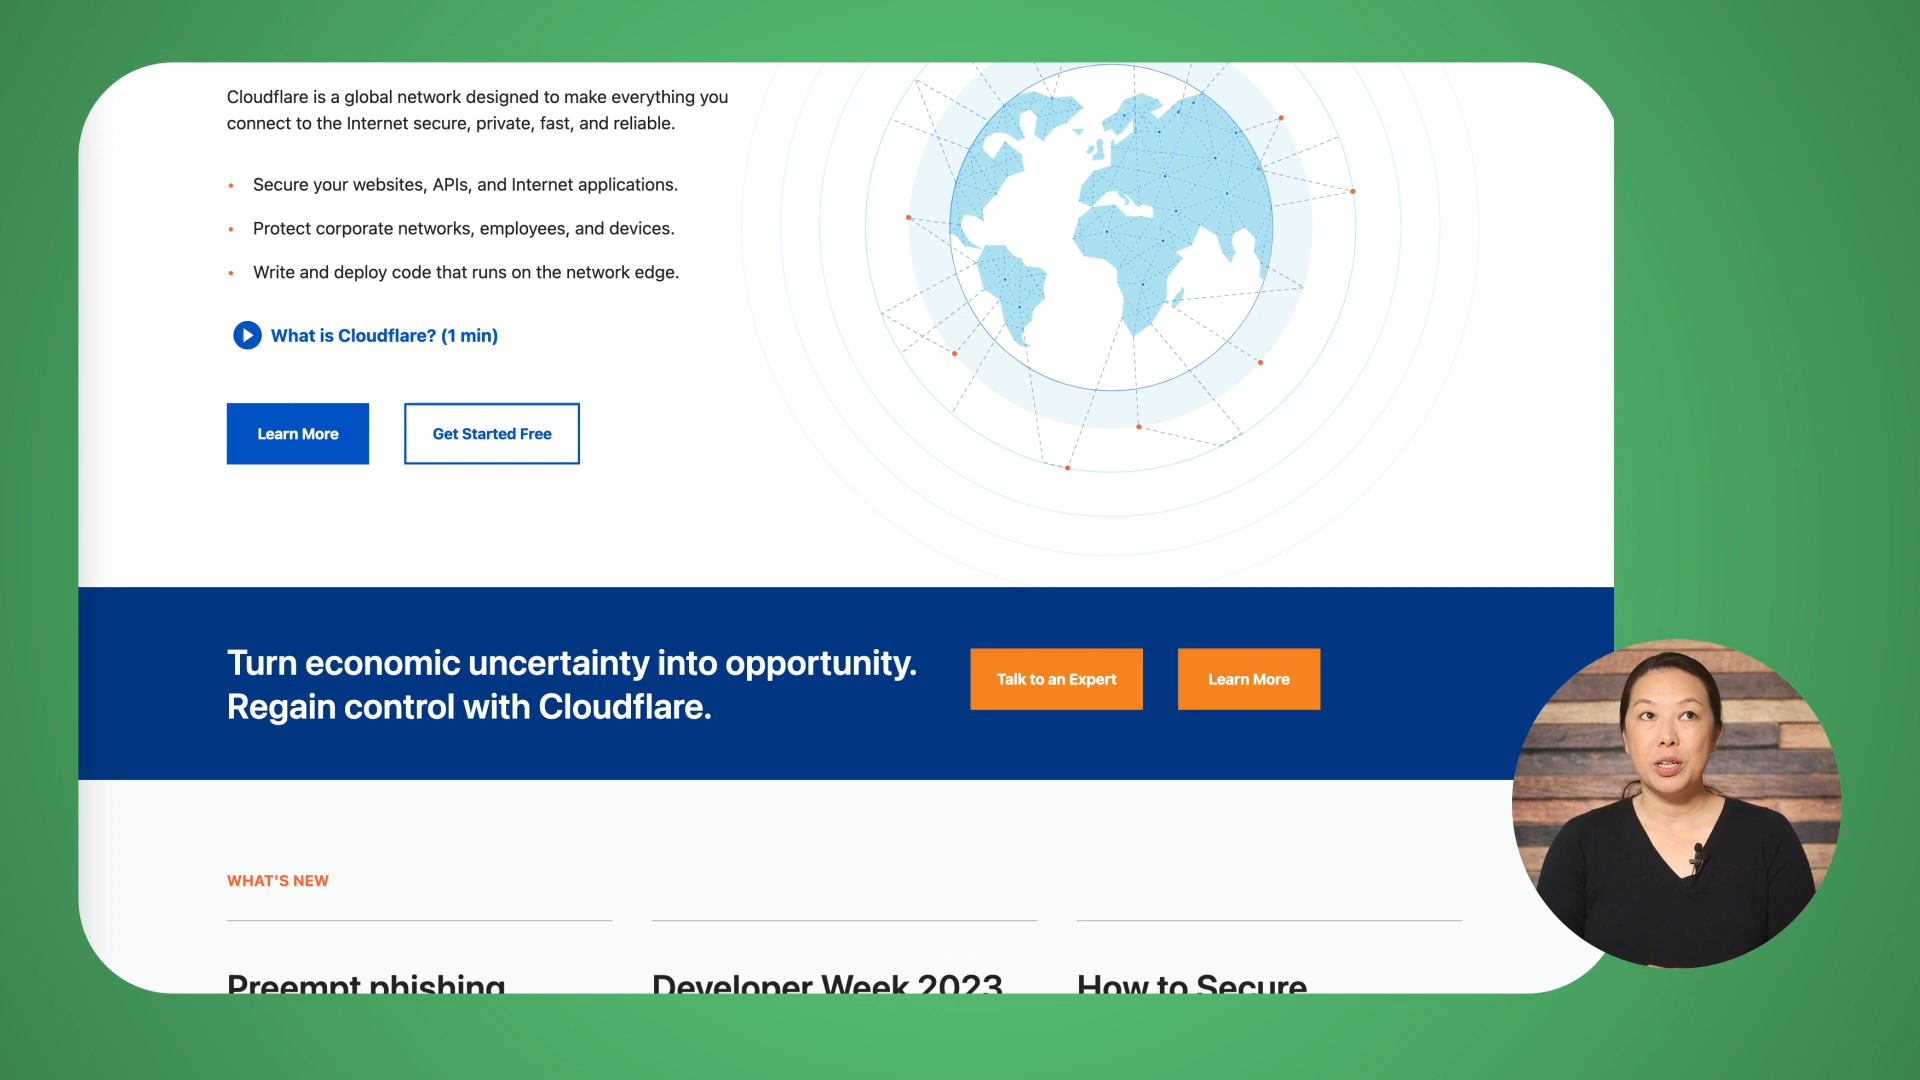 Cloudflare is a global network designed to make everything you
connect to the Internet secure, private, fast, and reliable.
• Secure your websites, APIs, and Internet applications.
• Protect corporate networks, employees, and devices.
• Write and deploy code that runs on the network edge.
What is Cloudflare? (1 min)
Learn More
Get Started Free
Turn economic uncertainty into opportunity.
Regain control with Cloudflare.
Talk to an Expert
Learn More
WHAT'S NEW
Preempt phishing
Developer Week 2023
How to Secure